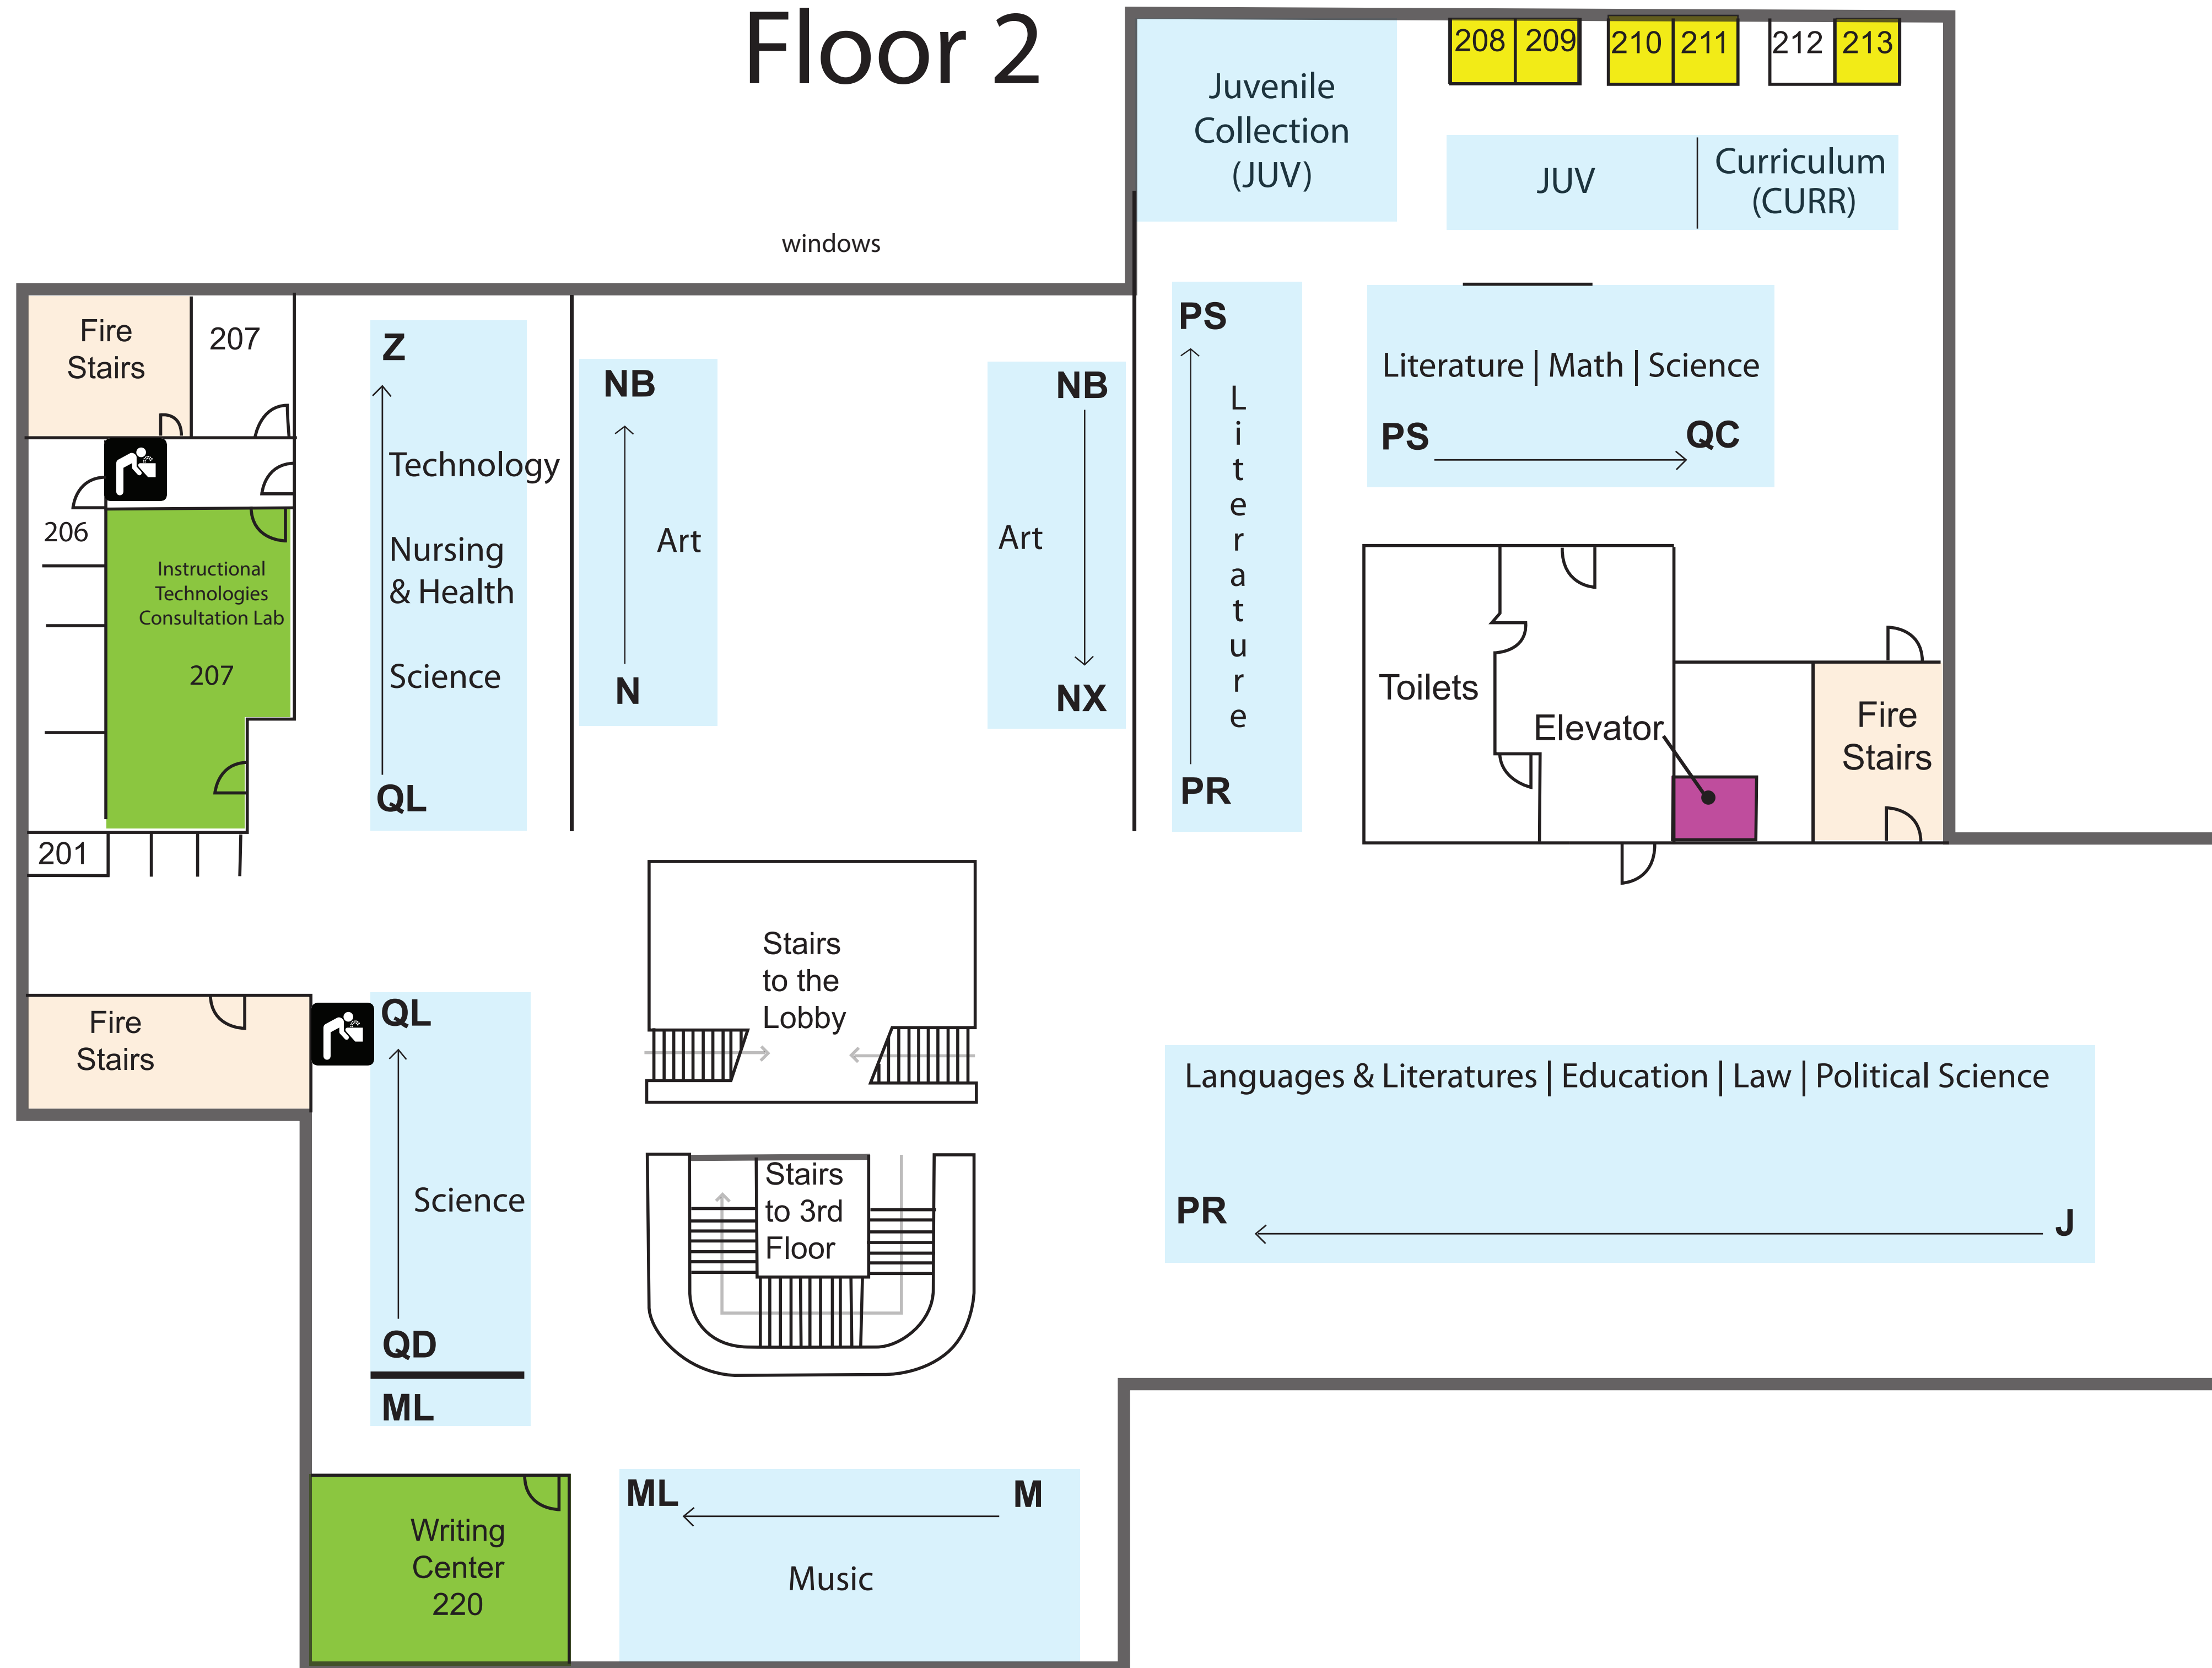 Floor 2
windows
Juvenile
Collection
(JUV)
208
209
210
211
212
213
JUV
Curriculum
(CURR)
Fire
Stairs
207
206
Instructional
Technologies
Consultation Lab
207
201
Z
Technology
Nursing
& Health
Science
QL
NB
Art
N
NB
Art
NX
PS
Literature
PR
Literature | Math | Science
PS
QC
Toilets
Elevator
Fire
Stairs
Stairs
to the
Lobby
Fire
Stairs
QL
Science
QD
ML
Stairs
to 3rd
Floor
Languages & Literatures | Education | Law | Political Science
PR
J
Writing
Center
220
ML
M
Music